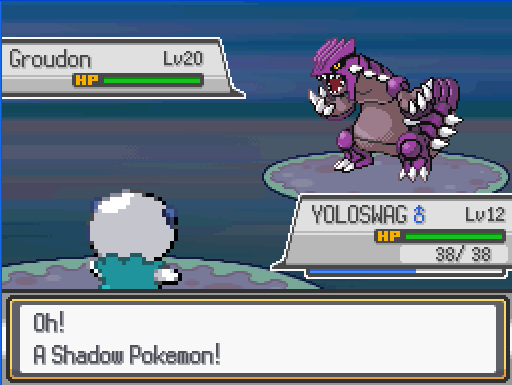 Groudon Lv20
HP
YOLOSWAG♂ Lv12
HP
38/ 38
Oh!
A Shadow Pokemon!